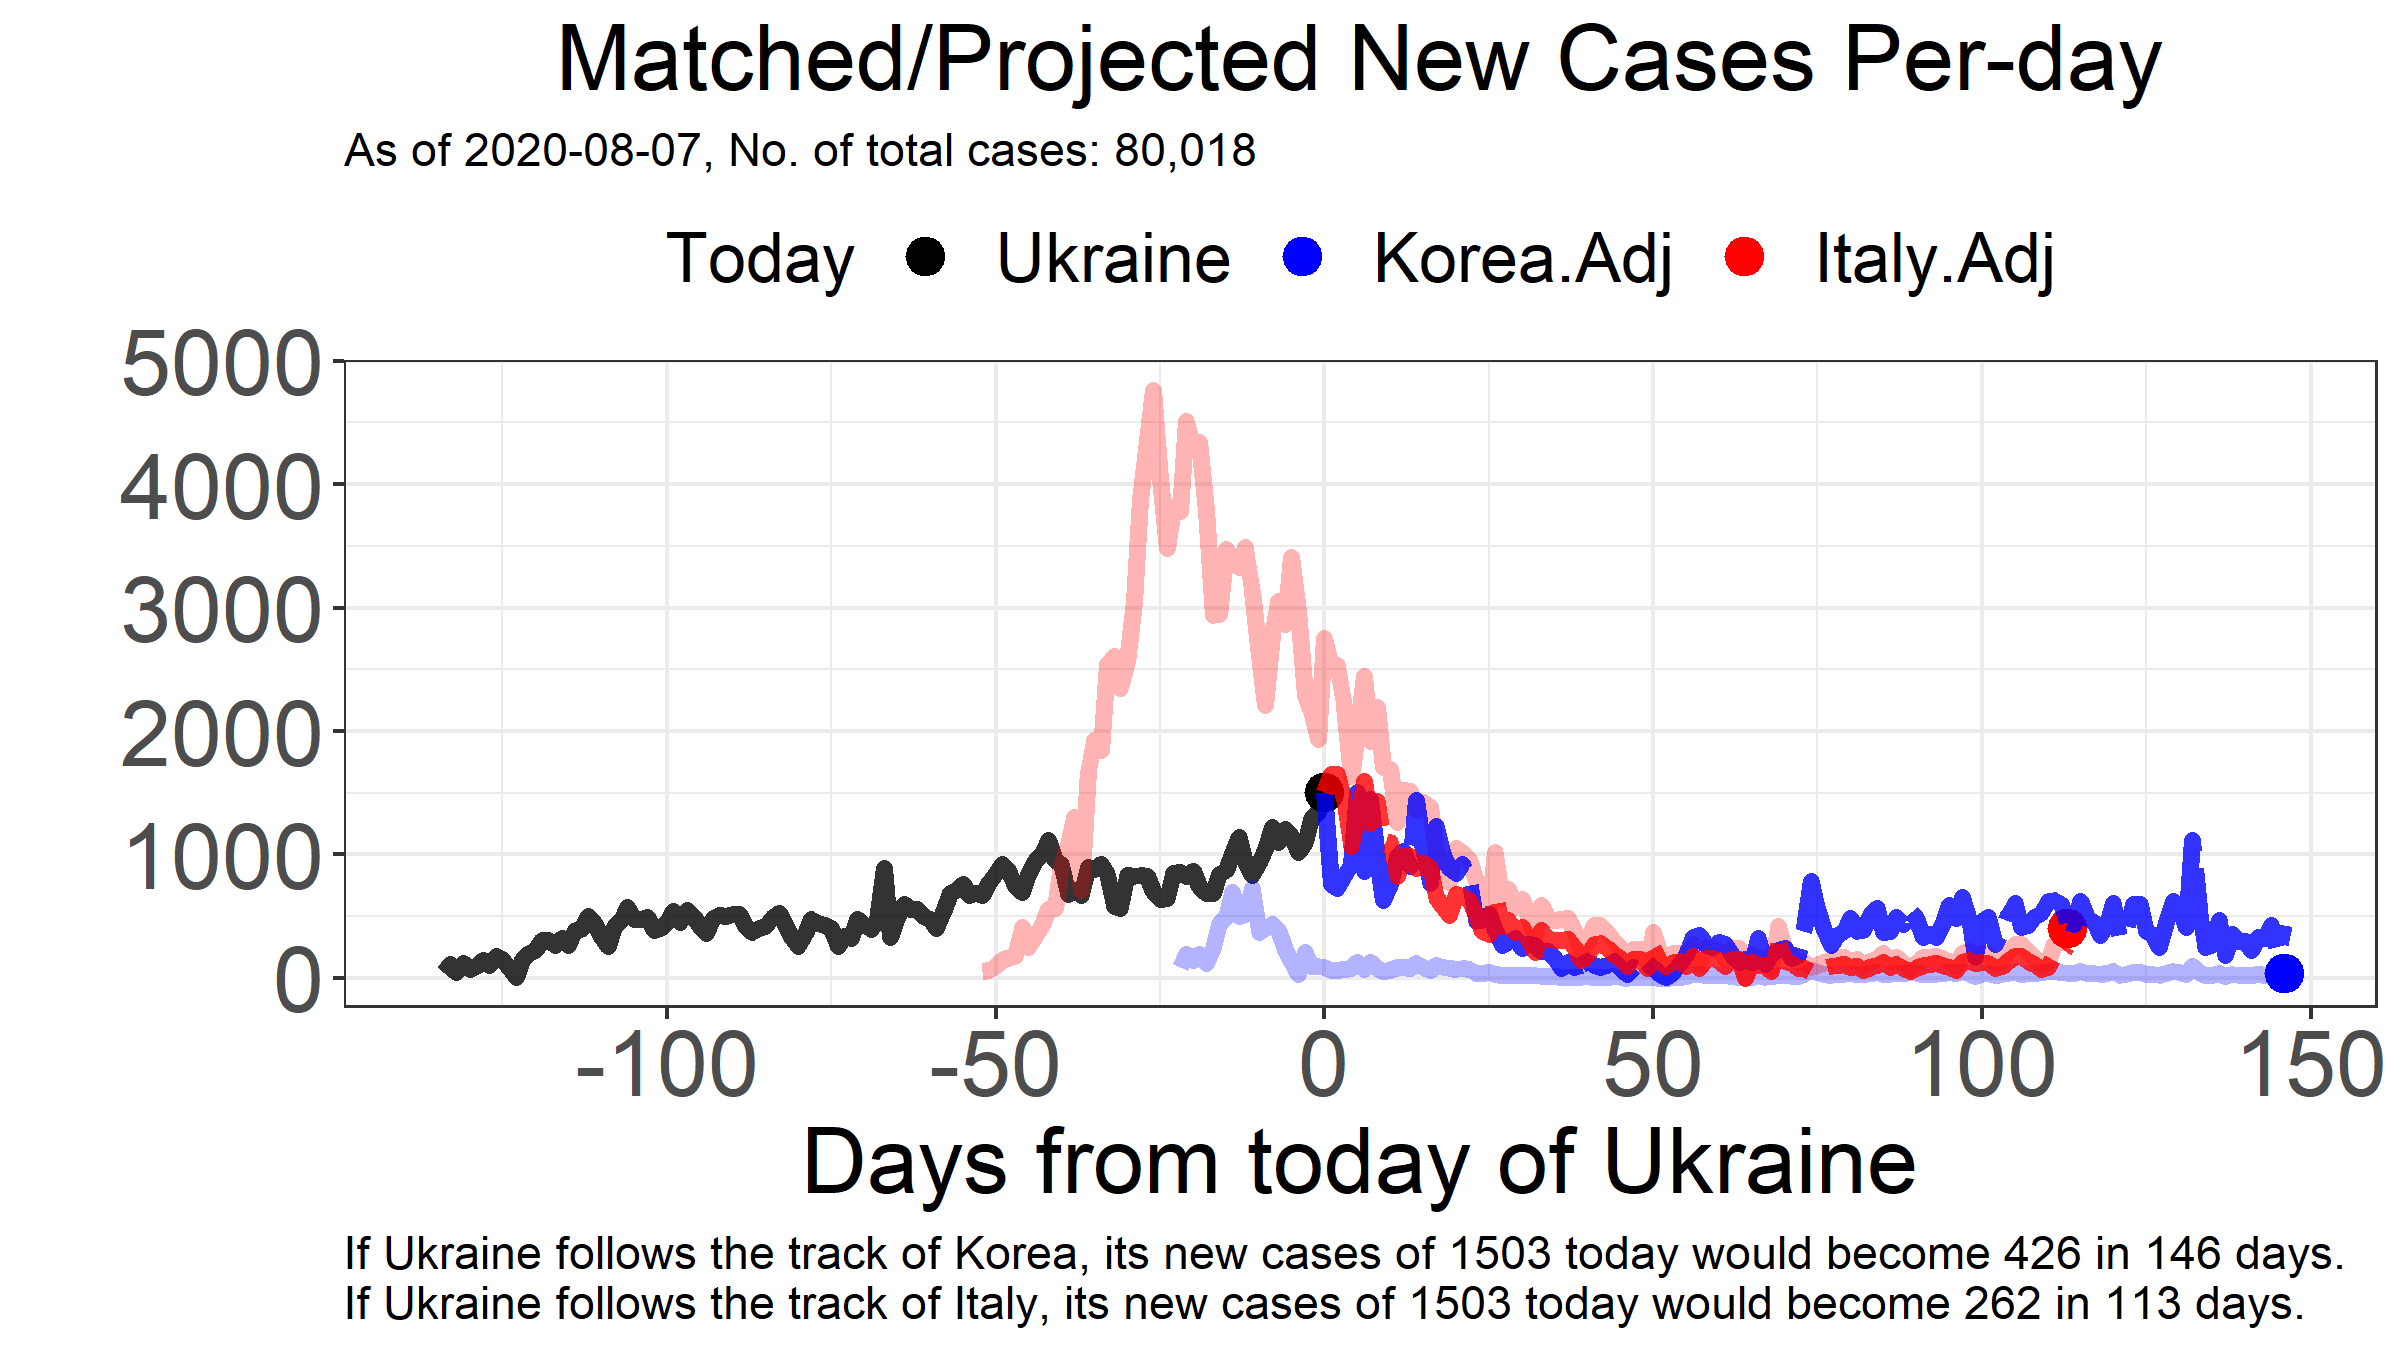 Matched/Projected New Cases Per-day
As of 2020-08-07, No. of total cases: 80,018
Today Ukraine Korea.Adj Italy.Adj
5000
4000
3000
2000
1000
0
-100 -50 0 50 100 150
Days from today of Ukraine
If Ukraine follows the track of Korea, its new cases of 1503 today would become 426 in 146 days.
If Ukraine follows the track of Italy, its new cases of 1503 today would become 262 in 113 days.